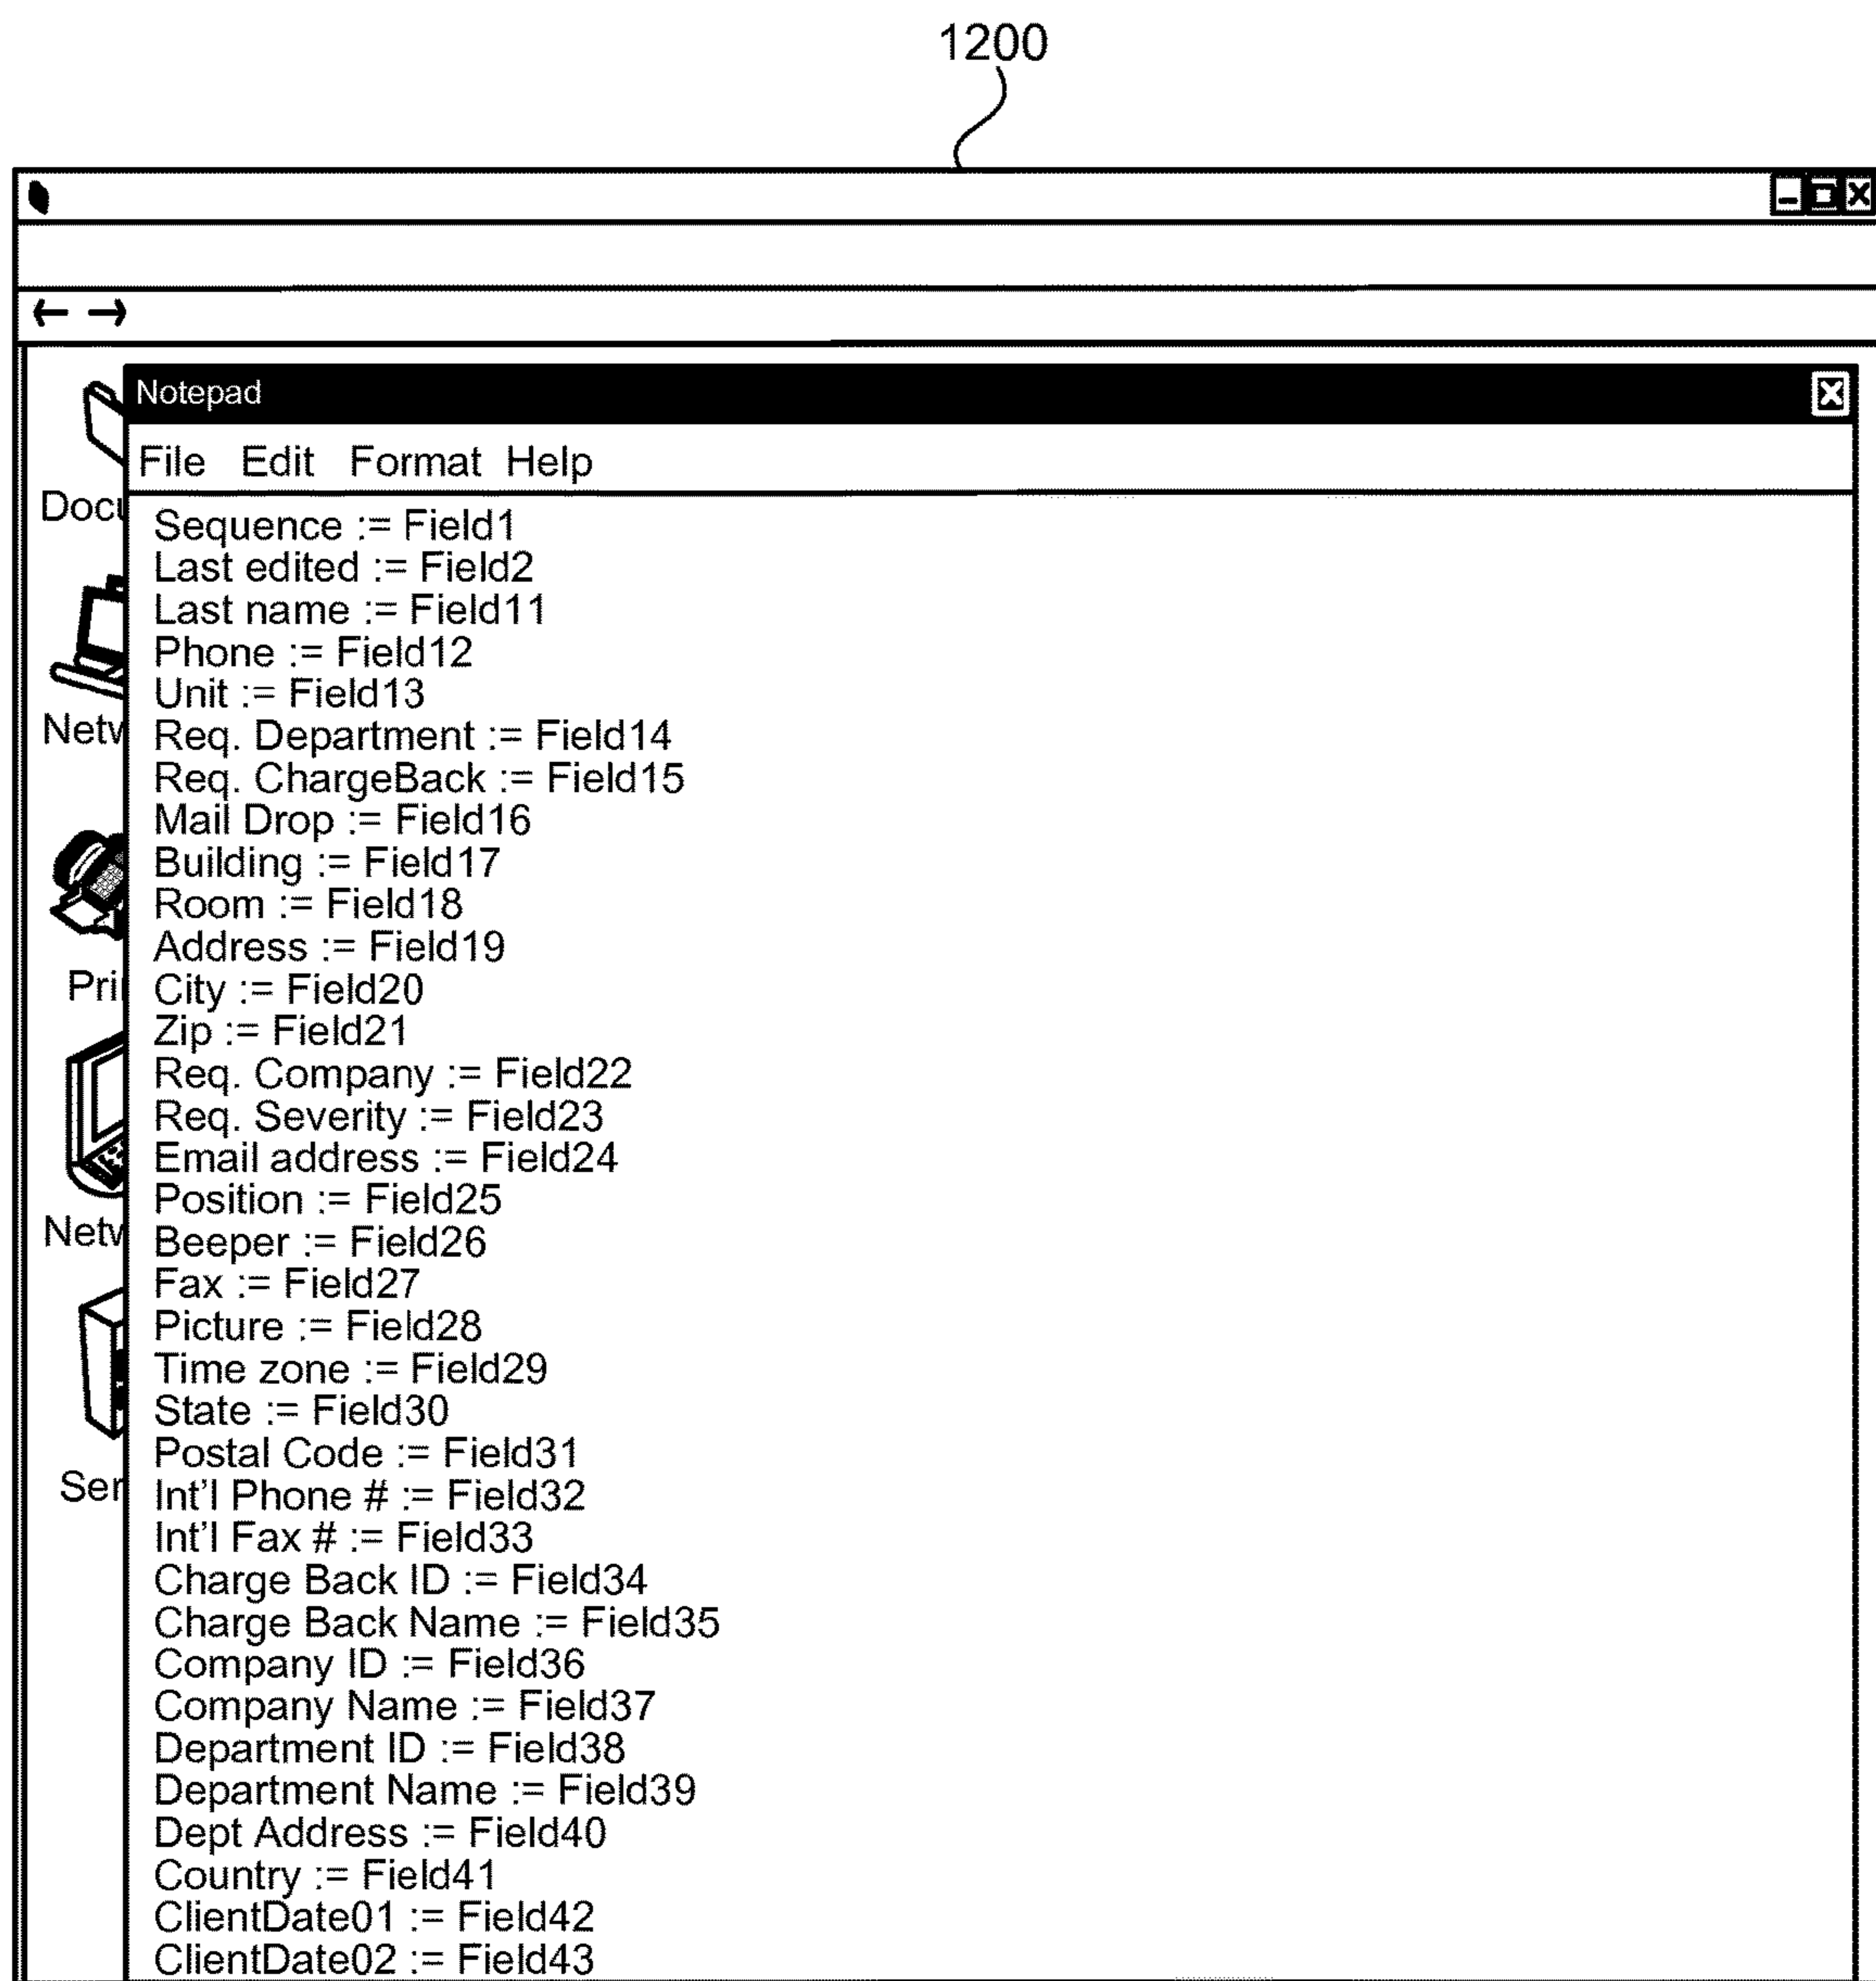 1200
Notepad
File Edit Format Help
Sequence := Field1
Last edited := Field2
Last name := Field11
Phone := Field12
Unit := Field13
Req. Department := Field14
Req. ChargeBack := Field15
Mail Drop := Field16
Building := Field17
Room := Field18
Address := Field19
City := Field20
Zip := Field21
Req. Company := Field22
Req. Severity := Field23
Email address := Field24
Position := Field25
Beeper := Field26
Fax := Field27
Picture := Field28
Time zone := Field29
State := Field30
Postal Code := Field31
Int'l Phone # := Field32
Int'l Fax # := Field33
Charge Back ID := Field34
Charge Back Name := Field35
Company ID := Field36
Company Name := Field37
Department ID := Field38
Department Name := Field39
Dept Address := Field40
Country := Field41
ClientDate01 := Field42
ClientDate02 := Field43